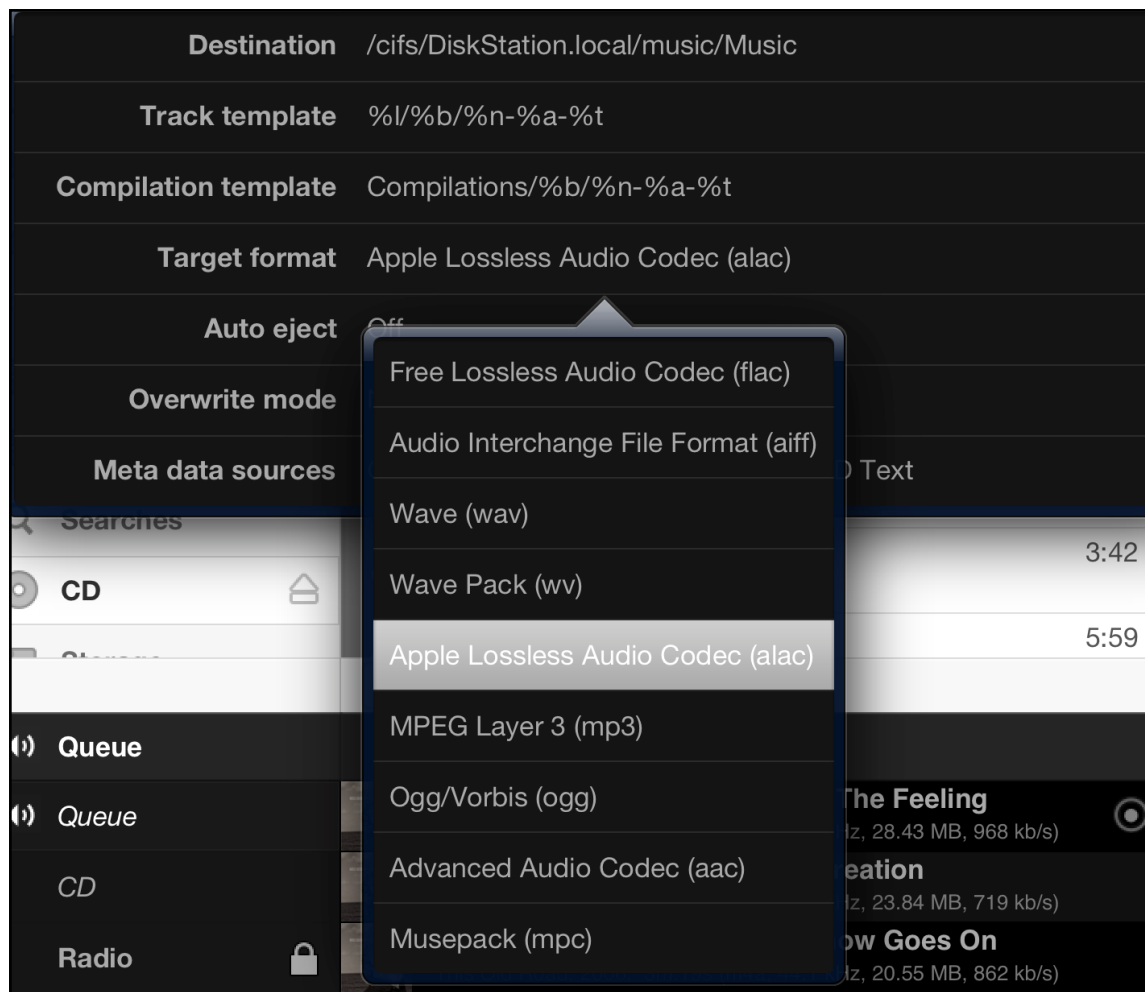 Destination /cifs/DiskStation.local/music/Music
Track template %l/%b/%n-%a-%t
Compilation template Compilations/%b/%n-%a-%t
Target format Apple Lossless Audio Codec (alac)
Auto eject Off
Overwrite mode
Meta data sources Text
Free Lossless Audio Codec (flac)
Audio Interchange File Format (aiff)
Wave (wav)
Wave Pack (wv)
Apple Lossless Audio Codec (alac)
MPEG Layer 3 (mp3)
Ogg/Vorbis (ogg)
Advanced Audio Codec (aac)
Musepack (mpc)
Searches
3:42
CD
5:59
Queue
Queue
The Feeling
28.43 MB, 968 kb/s)
CD
23.84 MB, 719 kb/s)
Radio
Goes On
20.55 MB, 862 kb/s)